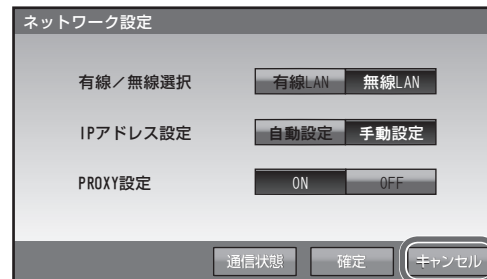 ネットワーク設定
有線／無線選択 有線LAN 無線LAN
IPアドレス設定 自動設定 手動設定
PROXY設定 ON OFF
通信状態 確定 キャンセル